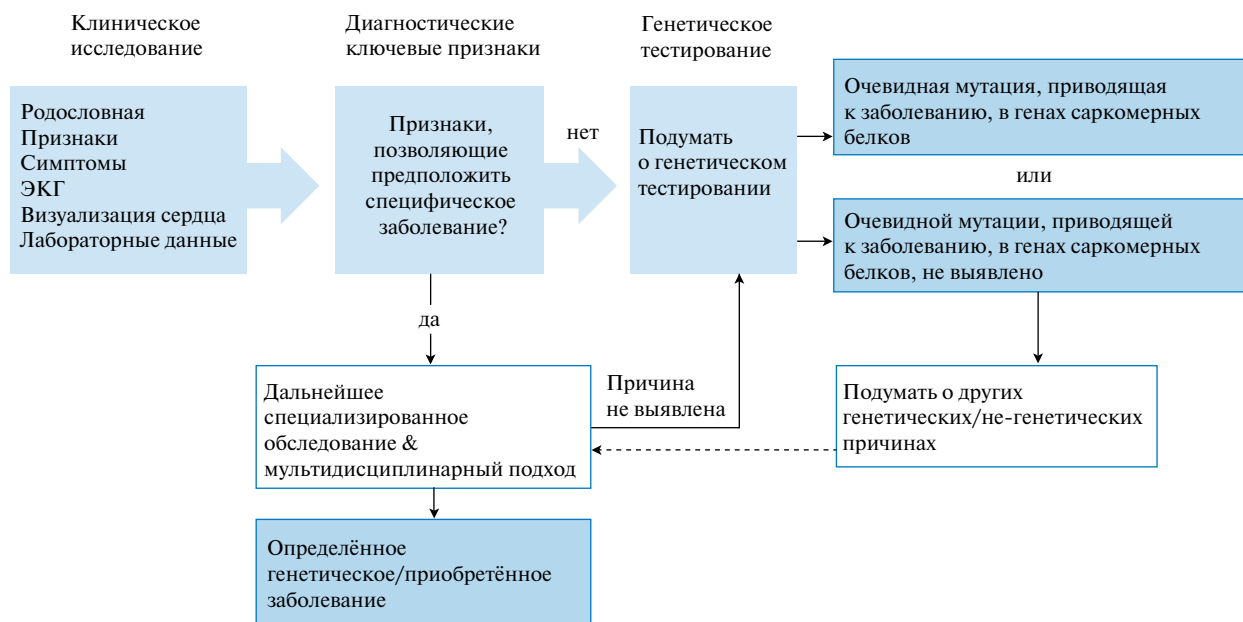 Клиническое
исследование
Диагностические
ключевые признаки
Генетическое
тестирование
Родословная
Признаки
Симптомы
ЭКГ
Визуализация сердца
Лабораторные данные
Признаки,
позволяющие
предположить
специфическое
заболевание?
нет
Подумать
о генетическом
тестировании
Очевидная мутация, приводящая
к заболеванию, в генах саркомерных
белков
или
Очевидной мутации, приводящей
к заболеванию, в генах саркомерных
белков, не выявлено
да
Дальнейшее
специализированное
обследование &
мультидисциплинарный подход
Причина
не выявлена
Подумать о других
генетических/не-генетических
причинах
Определённое
генетическое/приобретённое
заболевание